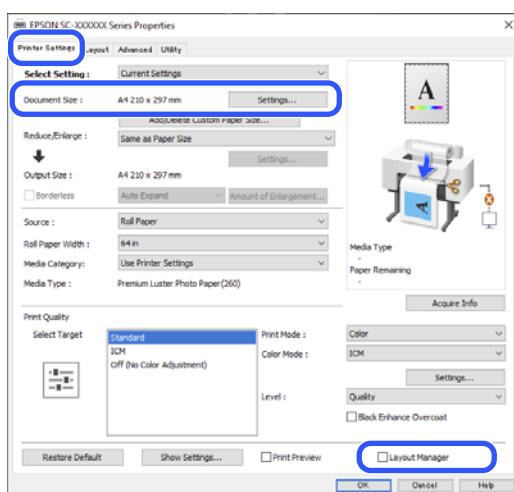 EPSON SC-XXXXXX Series Properties
Printer Settings Layout Advanced Utility
Select Setting : Current Settings
Document Size : A4 210 x 297 mm Settings...
Add/Delete Custom Paper Size...
Reduce/Enlarge : Same as Paper Size
Settings...
Output Size : A4 210 x 297 mm
Borderless Auto Expand Amount of Enlargement...
Source : Roll Paper
Roll Paper Width : 64 in
Media Category: Use Printer Settings
Media Type : Premium Luster Photo Paper(260)
A
A
Media Type
-
Paper Remaining
-
Acquire Info
Print Quality
Select Target
Standard
ICM
Off (No Color Adjustment)
Print Mode : Color
Color Mode : ICM
Settings...
Level : Quality
Black Enhance Overcoat
Restore Default Show Settings... Print Preview Layout Manager
OK Cancel Help